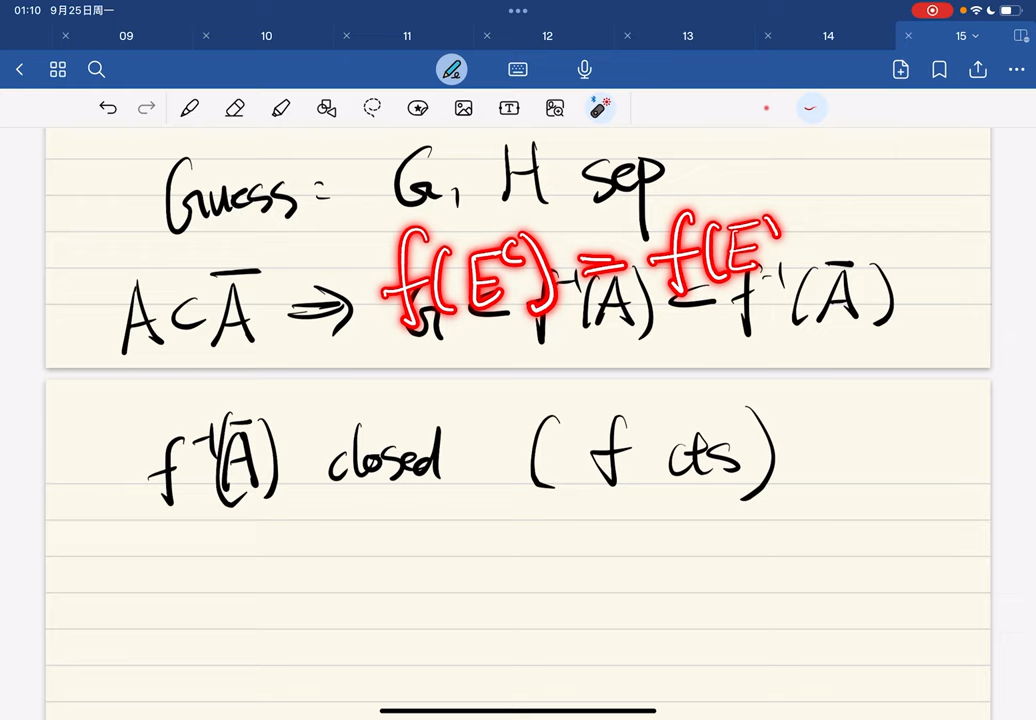 01:10 9月25日周一
09 10 11 12 13 14 15
Guess: G, H sep
f(E^c) = f(E)
A ⊂ A̅ ⇒ G ⊂ f⁻¹(A̅) ⊂ f⁻¹(A̅)
f⁻¹(A̅) closed (f cts)